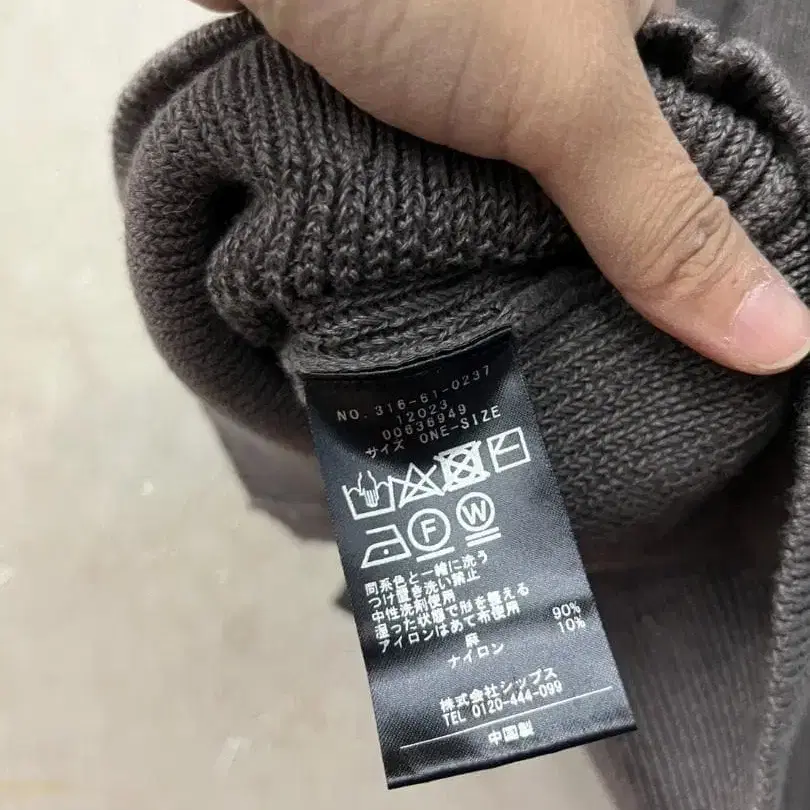 NO. 316-61-0237
12023
00636949
サイズ ONE-SIZE
F W
同系色と一緒に洗う
つけ置き洗い禁止
中性洗剤使用
湿った状態で形を整える
アイロンはあて布使用
麻 90%
ナイロン 10%
株式会社シップス
TEL 0120-444-099
中国製